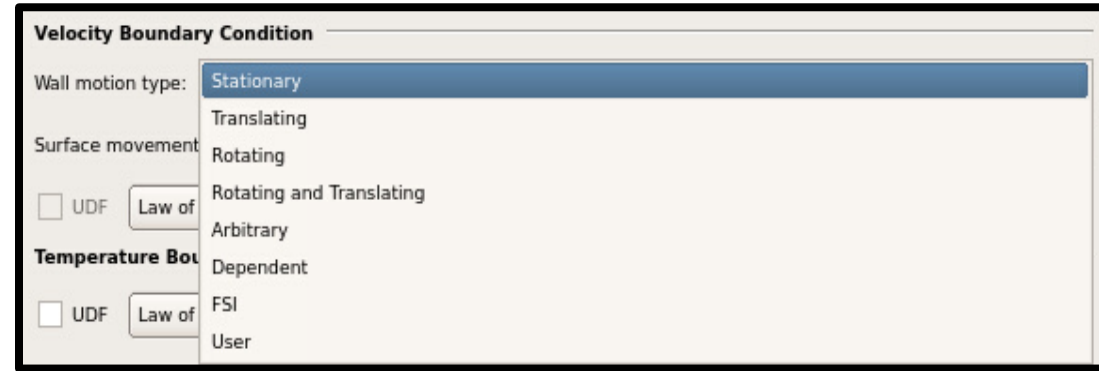 Velocity Boundary Condition
Wall motion type: Stationary
Translating
Surface movement
Rotating
Rotating and Translating
UDF Law of
Arbitrary
Temperature Bou
Dependent
UDF Law of
FSI
User